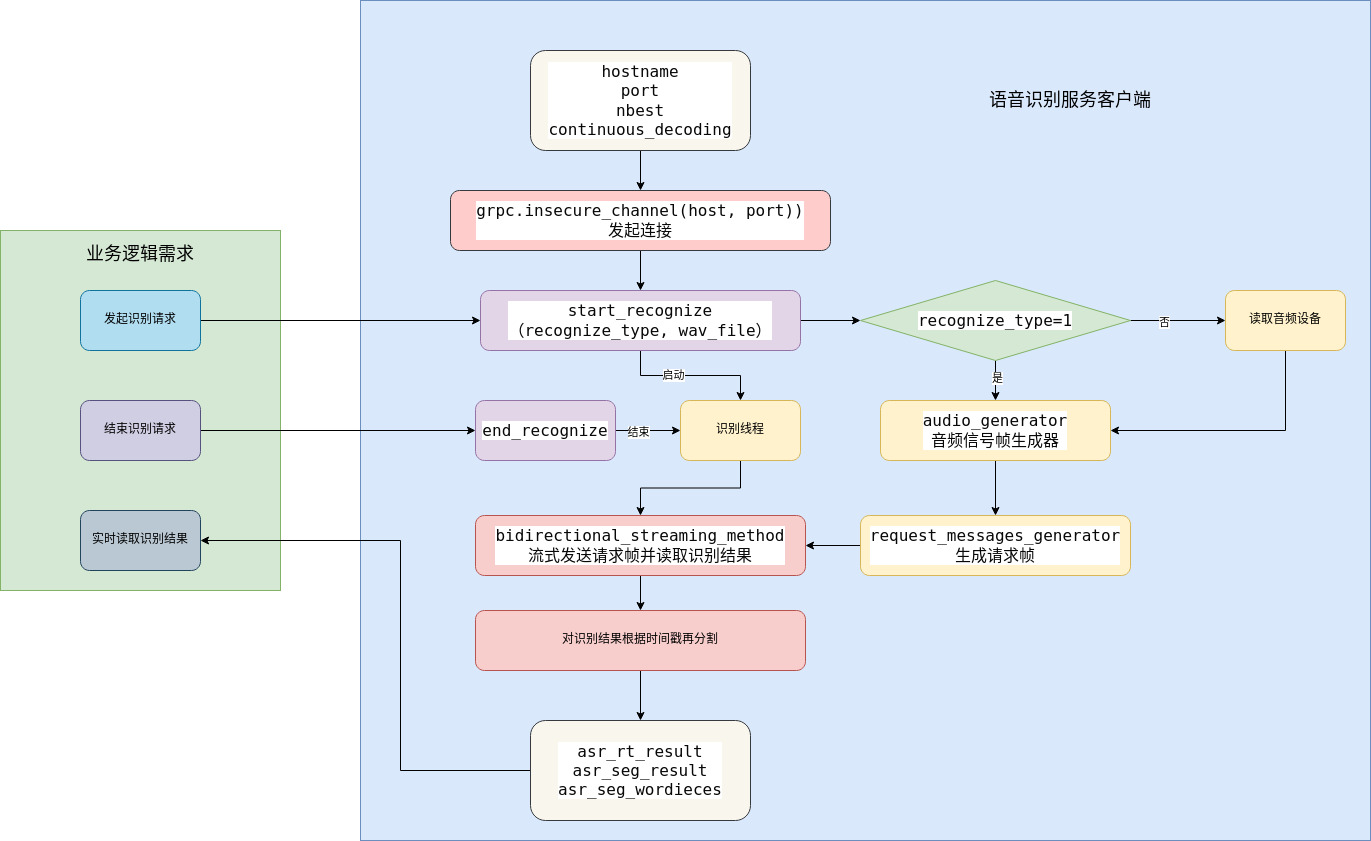 语音识别服务客户端
hostname
port
nbest
continuous_decoding
grpc.insecure_channel(host, port))
发起连接
业务逻辑需求
发起识别请求
start_recognize
（recognize_type, wav_file）
recognize_type=1
否
读取音频设备
启动
是
结束识别请求
end_recognize
结束
识别线程
audio_generator
音频信号帧生成器
实时读取识别结果
bidirectional_streaming_method
流式发送请求帧并读取识别结果
request_messages_generator
生成请求帧
对识别结果根据时间戳再分割
asr_rt_result
asr_seg_result
asr_seg_wordieces